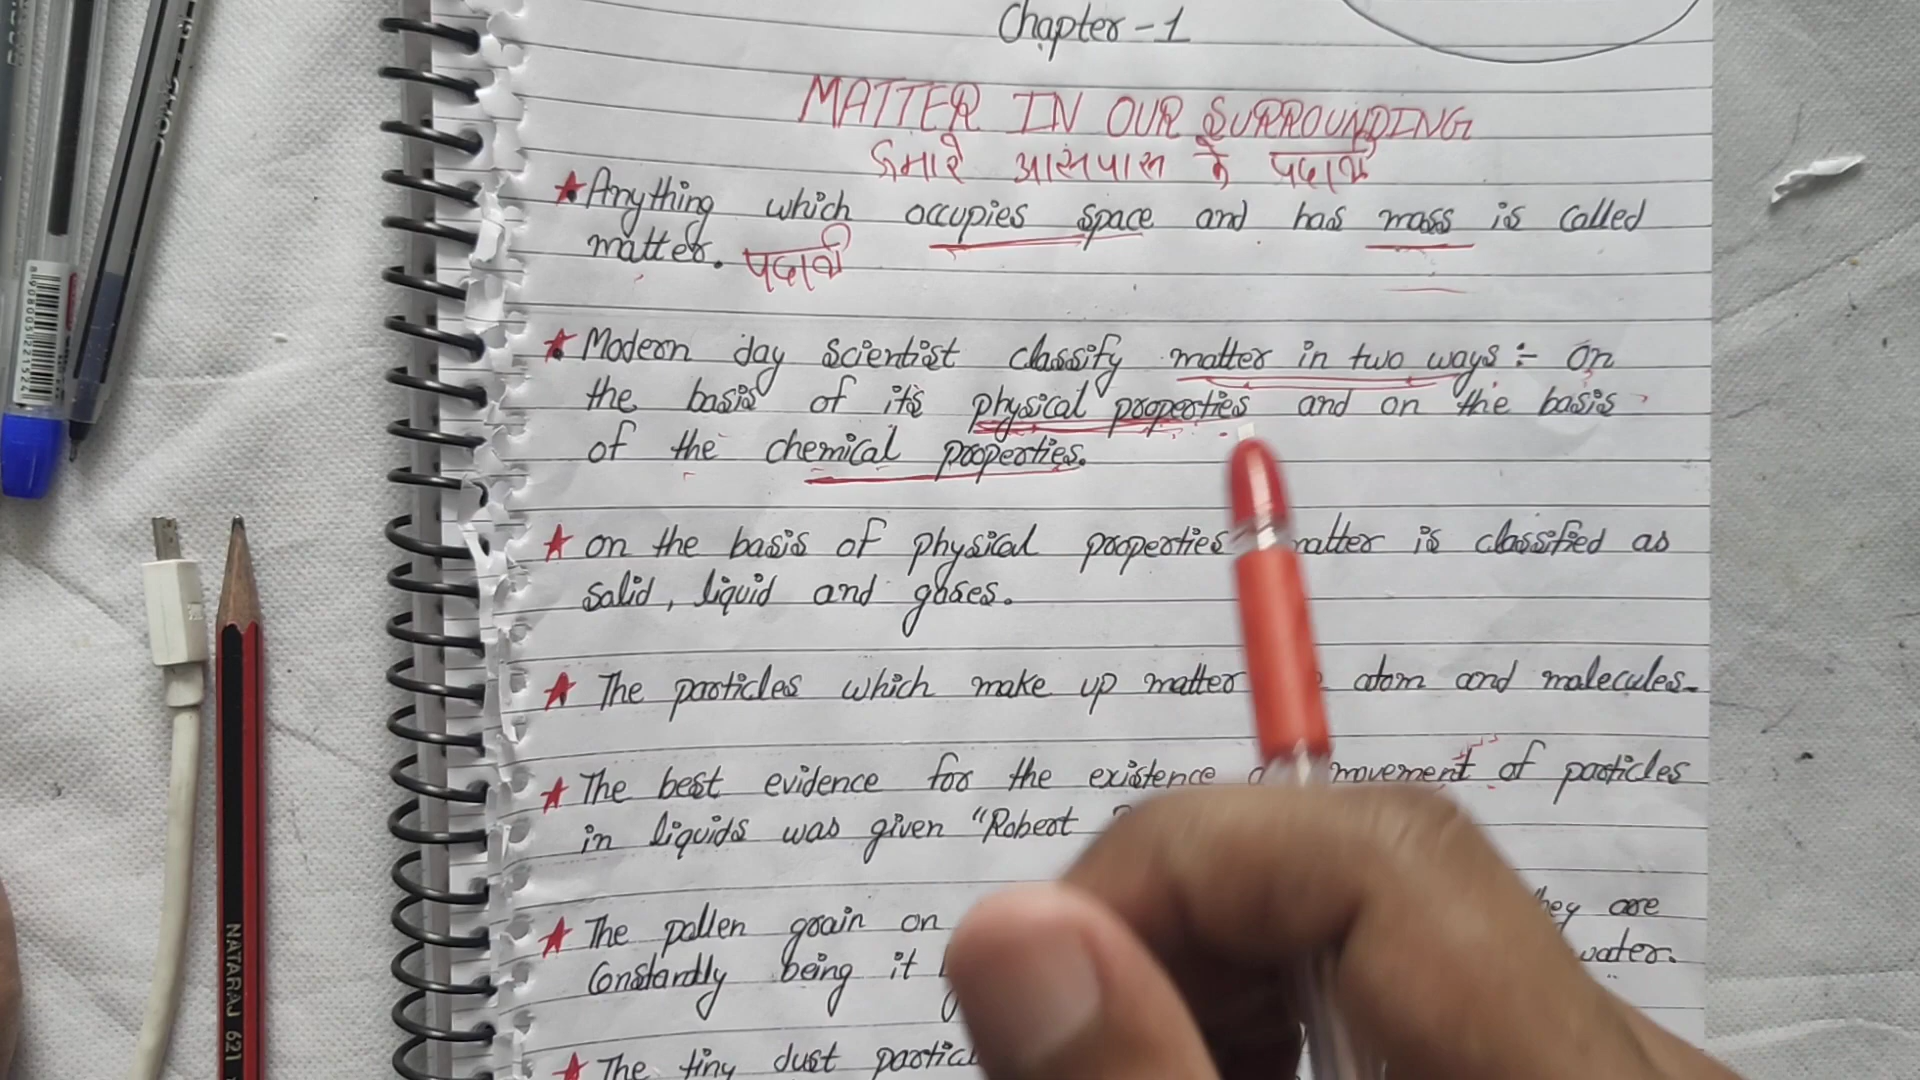 Chapter-1
MATTER IN OUR SURROUNDING
हमारे आसपास के पदार्थ
★ Anything which occupies space and has mass is called
matter. पदार्थ
★ Modern day scientist classify matter in two ways :- On
the basis of its physical properties and on the basis
of the chemical properties.
★ on the basis of physical properties matter is classified as
solid, liquid and gases.
★ The particles which make up matter atom and molecules.
★ The best evidence for the existence movement of particles
in liquids was given "Robert
★ The pollen grain on they are
Constantly being it water.
★ The tiny dust
NATARAJ 621
8908005221524